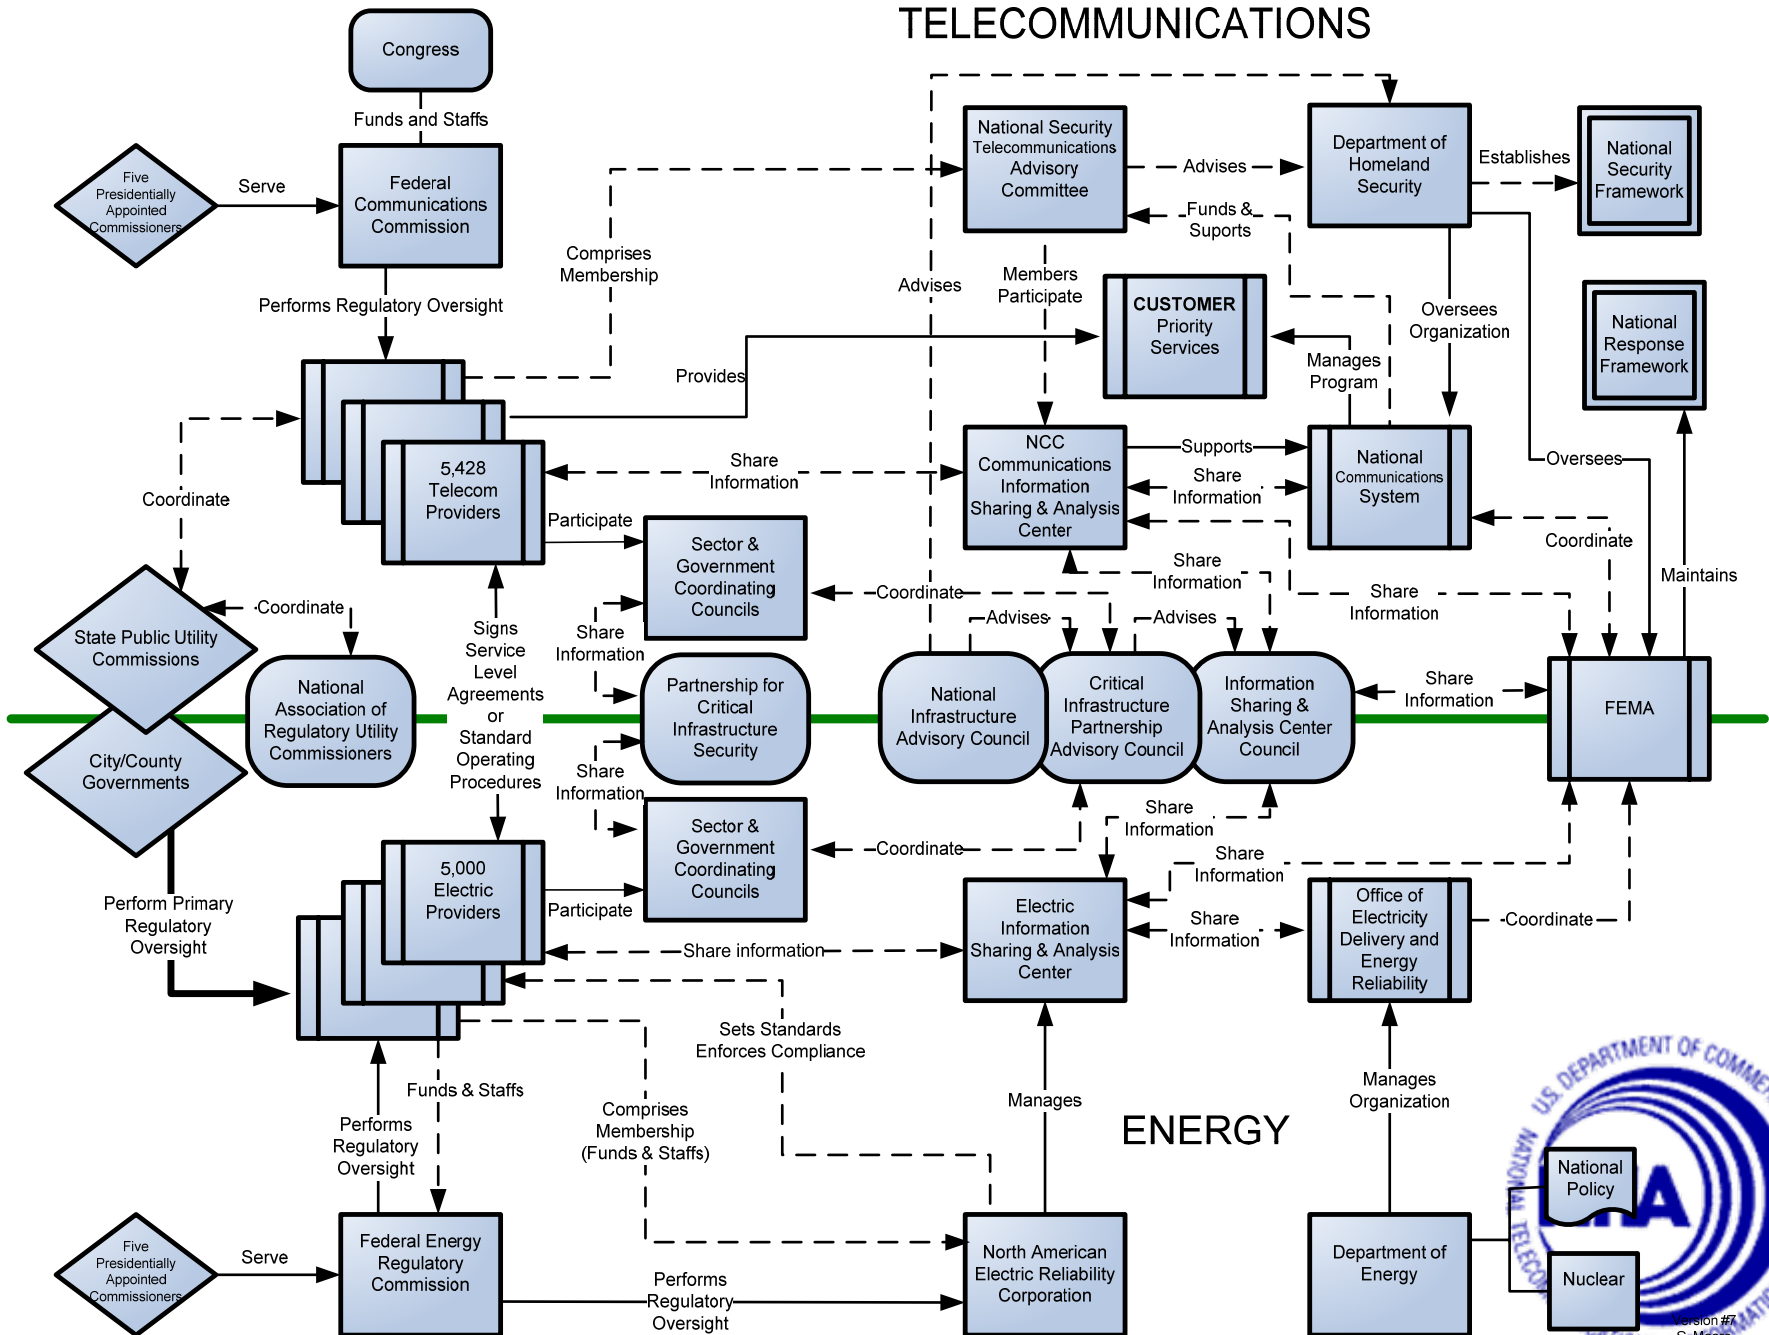 TELECOMMUNICATIONS
Congress
Funds and Staffs
Five
Presidentially
Appointed
Commissioners
Serve
Federal
Communications
Commission
Performs Regulatory Oversight
Comprises
Membership
National Security
Telecommunications
Advisory
Committee
Advises
Department of
Homeland
Security
Establishes
National
Security
Framework
Funds &
Suports
Advises
Members
Participate
CUSTOMER
Priority
Services
Oversees
Organization
National
Response
Framework
Manages
Program
Provides
5,428
Telecom
Providers
Coordinate
Share
Information
NCC
Communications
Information
Sharing & Analysis
Center
Supports
Share
Information
National
Communications
System
Oversees
Participate
Sector &
Government
Coordinating
Councils
Coordinate
Share
Information
Coordinate
Share
Information
Maintains
State Public Utility
Commissions
Coordinate
Signs
Service
Level
Agreements
or
Standard
Operating
Procedures
Share
Information
Advises
Advises
National
Association of
Regulatory Utility
Commissioners
Partnership for
Critical
Infrastructure
Security
National
Infrastructure
Advisory Council
Critical
Infrastructure
Partnership
Advisory Council
Information
Sharing &
Analysis Center
Council
Share
Information
FEMA
City/County
Governments
Share
Information
Share
Information
Perform Primary
Regulatory
Oversight
5,000
Electric
Providers
Participate
Sector &
Government
Coordinating
Councils
Coordinate
Share
Information
Electric
Information
Sharing & Analysis
Center
Share
Information
Office of
Electricity
Delivery and
Energy
Reliability
Coordinate
Share information
Sets Standards
Enforces Compliance
Funds & Staffs
Performs
Regulatory
Oversight
Comprises
Membership
(Funds & Staffs)
Manages
ENERGY
Manages
Organization
U.S. DEPARTMENT OF COMME
NATIONAL TELECO
National
Policy
Nuclear
Five
Presidentially
Appointed
Commissioners
Serve
Federal Energy
Regulatory
Commission
Performs
Regulatory
Oversight
North American
Electric Reliability
Corporation
Department of
Energy
Version #7